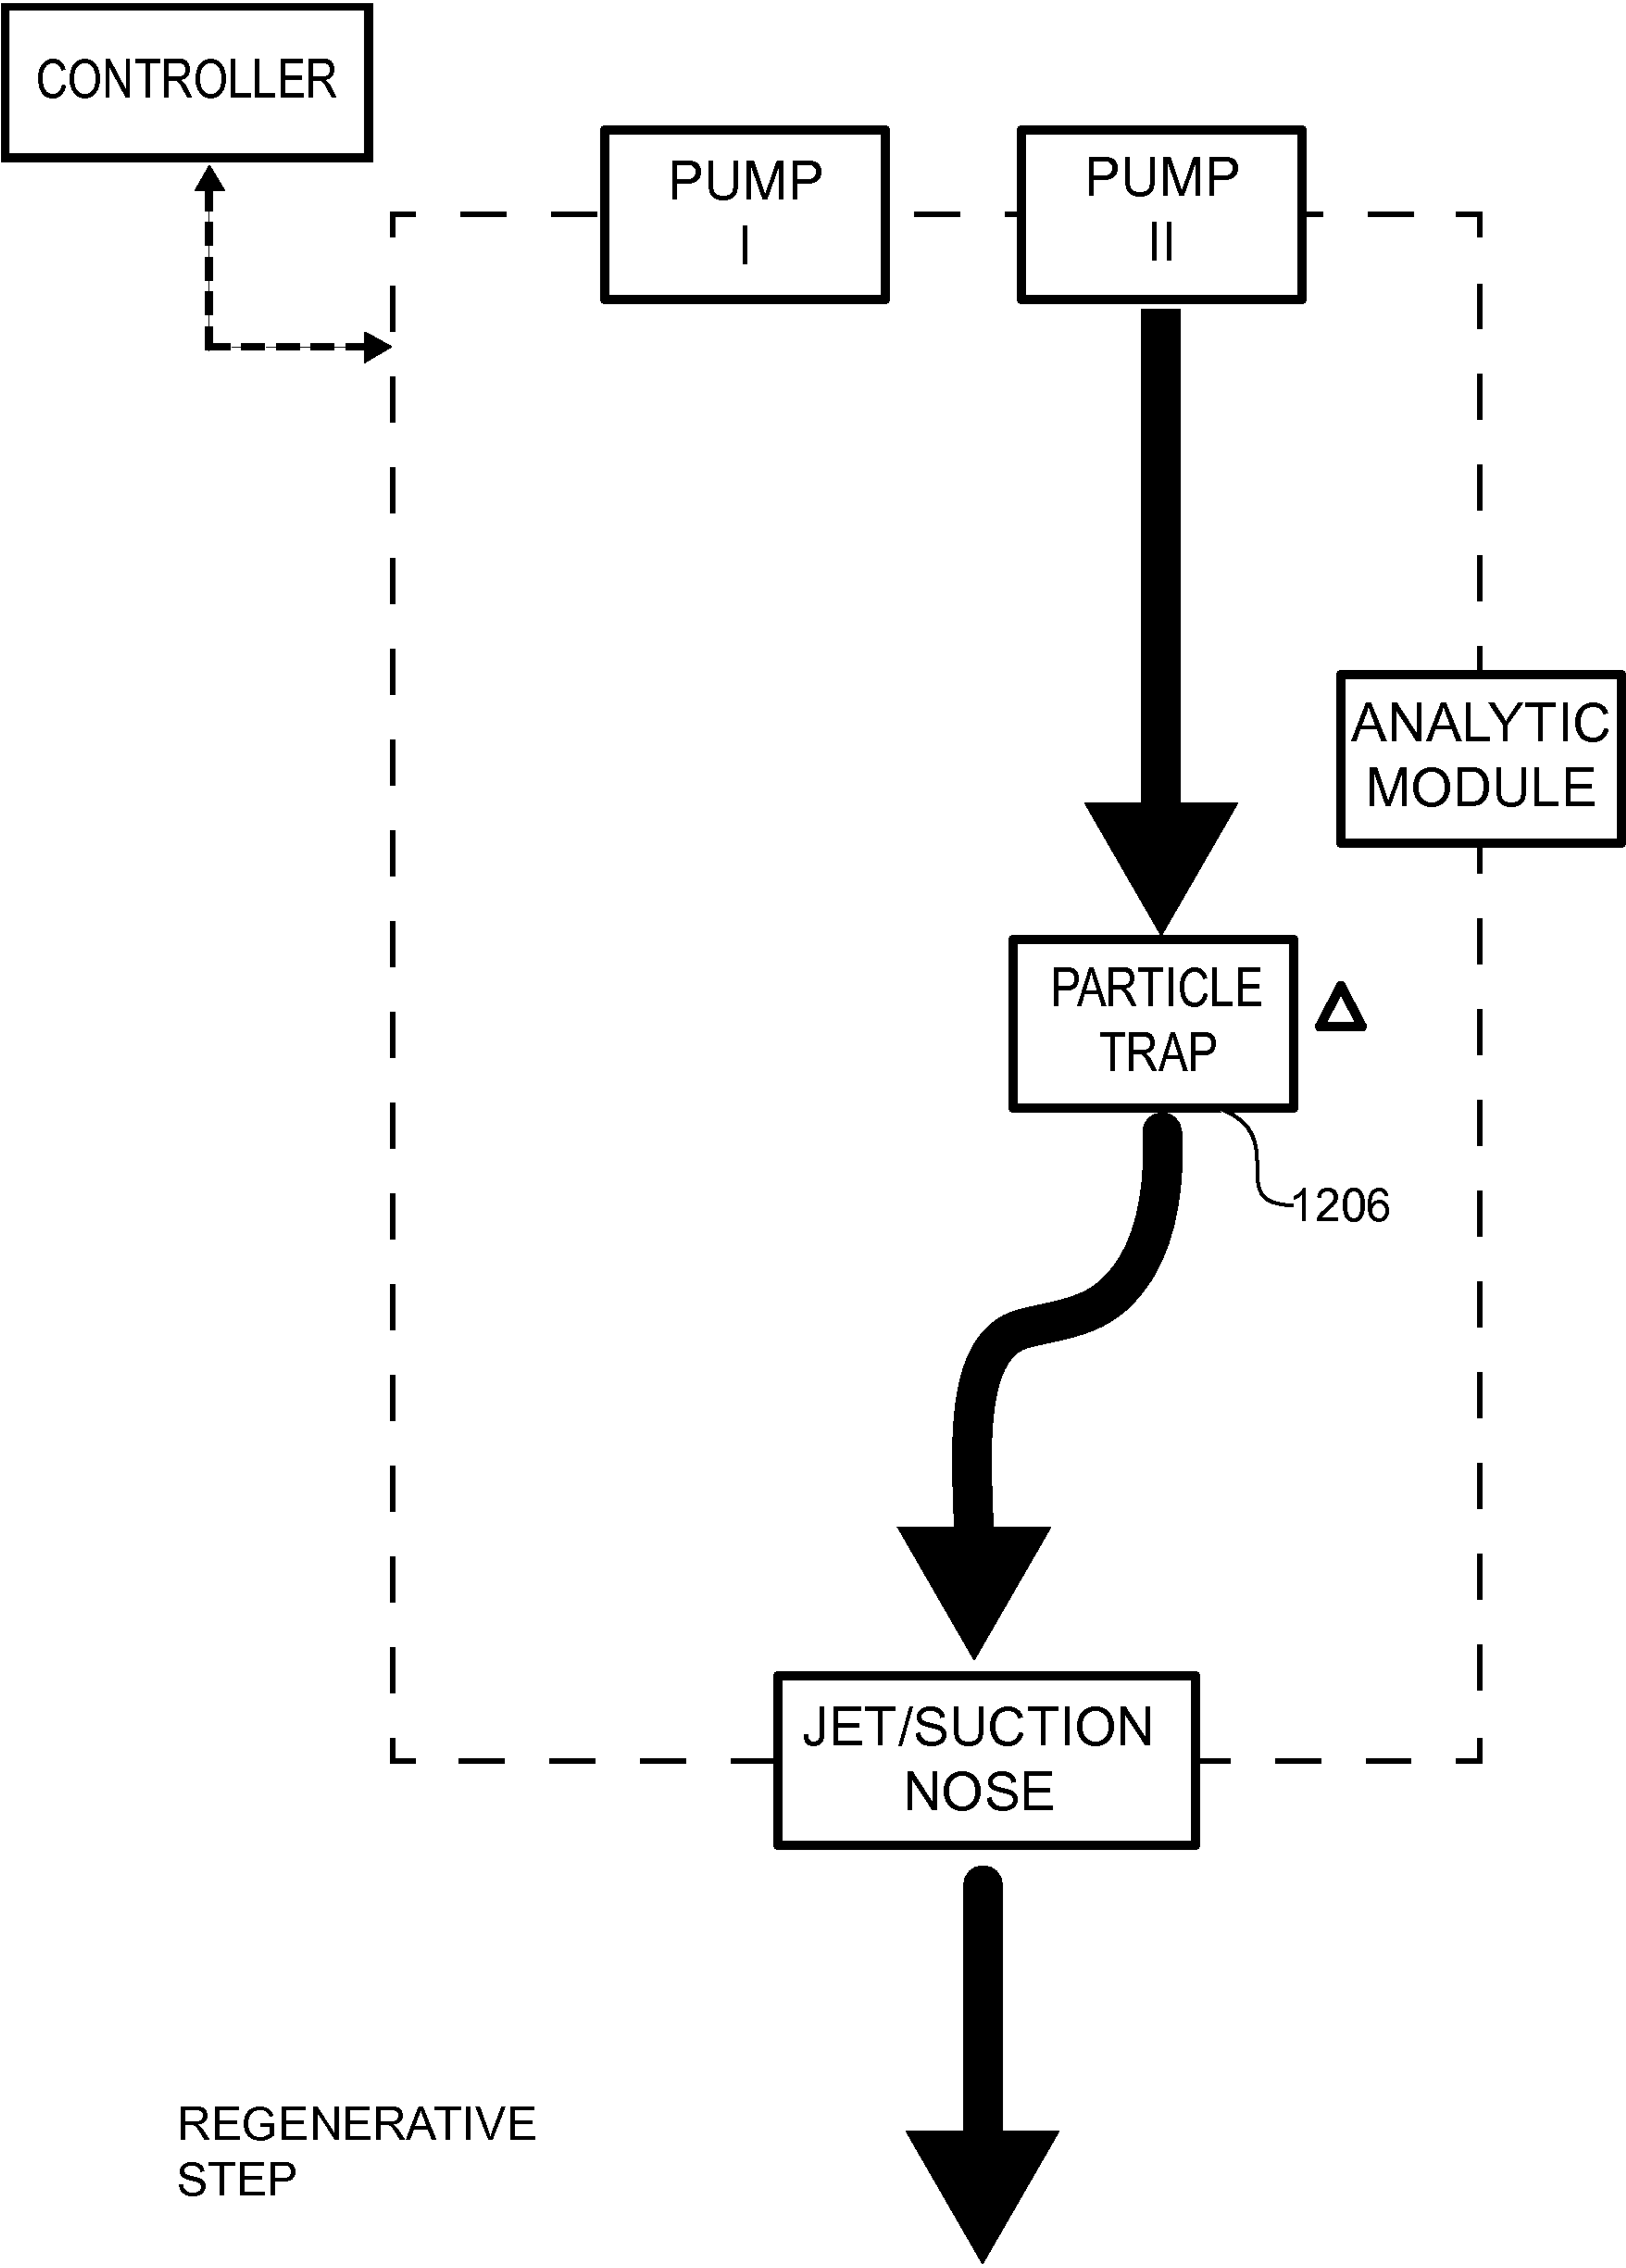 CONTROLLER
PUMP
I
PUMP
II
ANALYTIC
MODULE
PARTICLE
TRAP
Δ
1206
JET/SUCTION
NOSE
REGENERATIVE
STEP